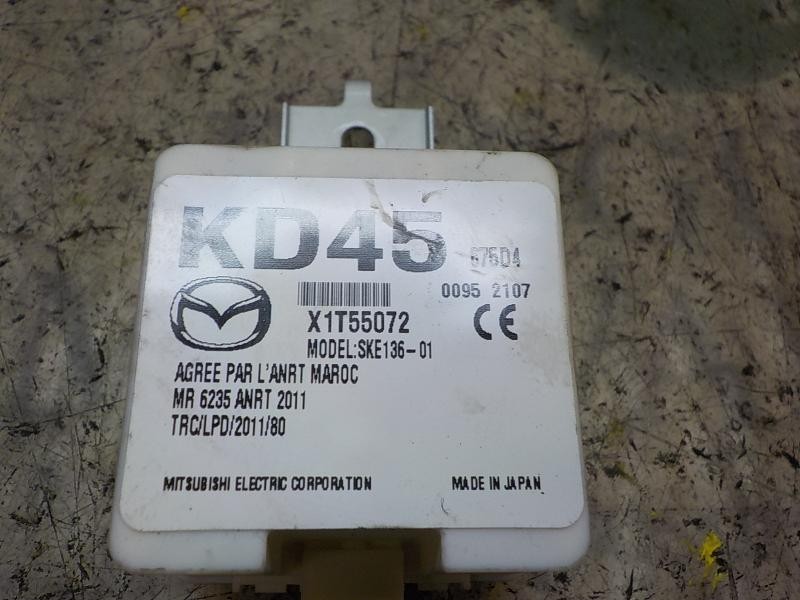 KD45 675D4
0095 2107
X1T55072
CE
MODEL:SKE136-01
AGREE PAR L'ANRT MAROC
MR 6235 ANRT 2011
TRC/LPD/2011/80
MITSUBISHI ELECTRIC CORPORATION MADE IN JAPAN